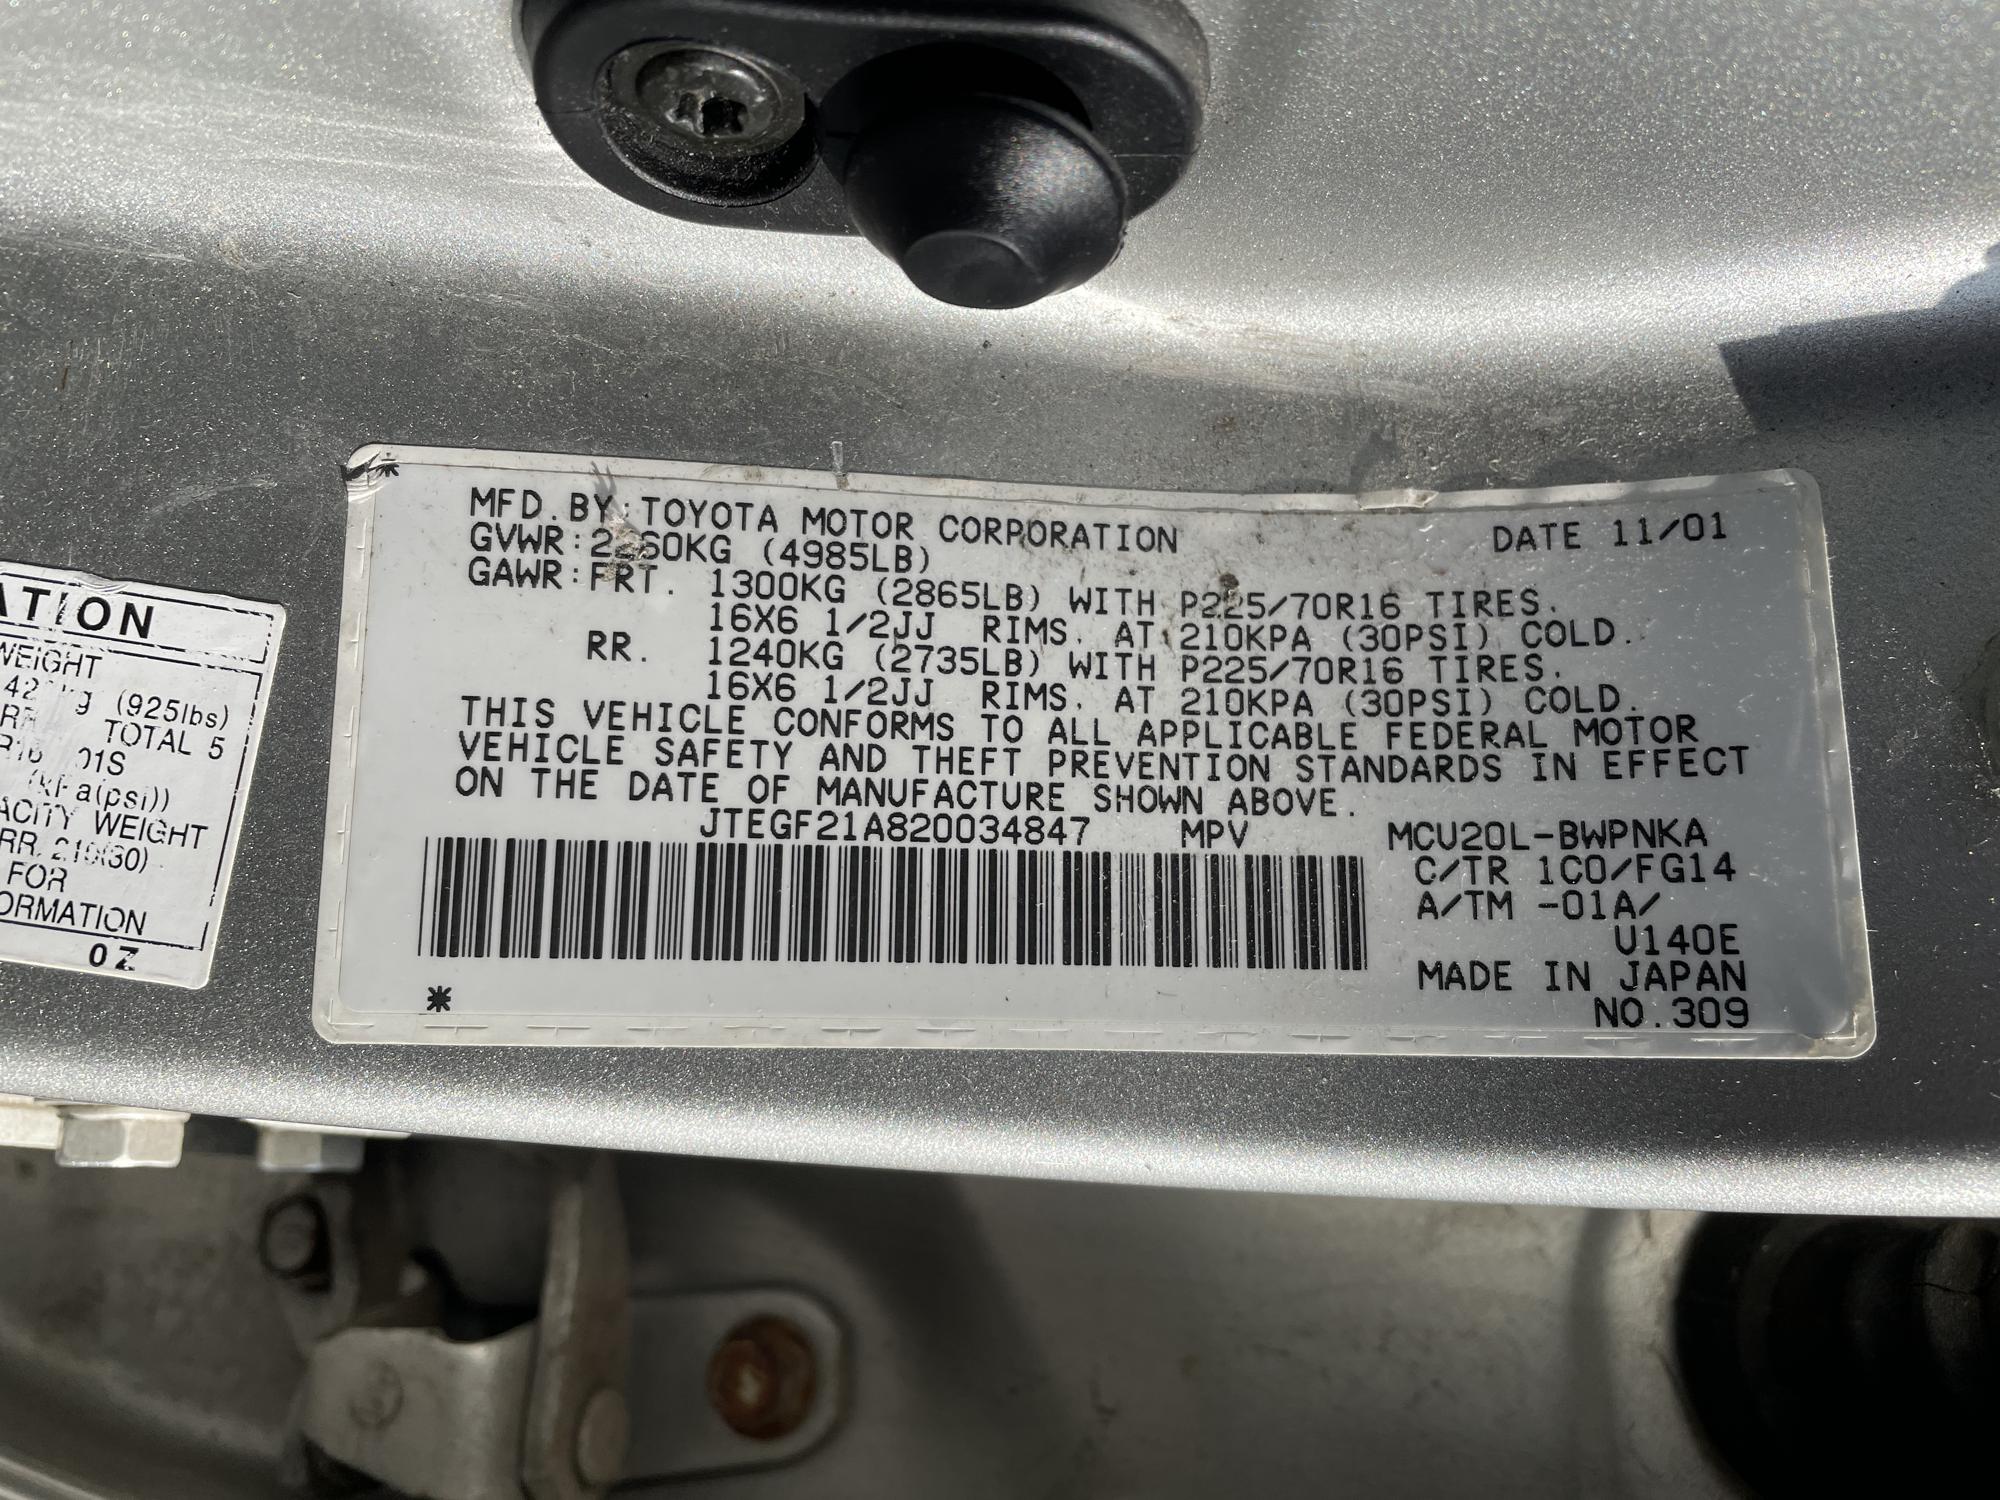 MFD. BY: TOYOTA MOTOR CORPORATION DATE 11/01
GVWR: 2260KG (4985LB)
GAWR: FRT. 1300KG (2865LB) WITH P225/70R16 TIRES.
16X6 1/2JJ RIMS. AT 210KPA (30PSI) COLD.
RR. 1240KG (2735LB) WITH P225/70R16 TIRES.
16X6 1/2JJ RIMS. AT 210KPA (30PSI) COLD.
THIS VEHICLE CONFORMS TO ALL APPLICABLE FEDERAL MOTOR
VEHICLE SAFETY AND THEFT PREVENTION STANDARDS IN EFFECT
ON THE DATE OF MANUFACTURE SHOWN ABOVE.
JTEGF21A820034847 MPV MCU20L-BWPNKA
C/TR 1C0/FG14
A/TM -01A/
U140E
MADE IN JAPAN
NO.309
ATION
WEIGHT
(925lbs)
TOTAL 5
01S
a(psi))
ACITY WEIGHT
RR. 210(30)
FOR
ORMATION
0Z